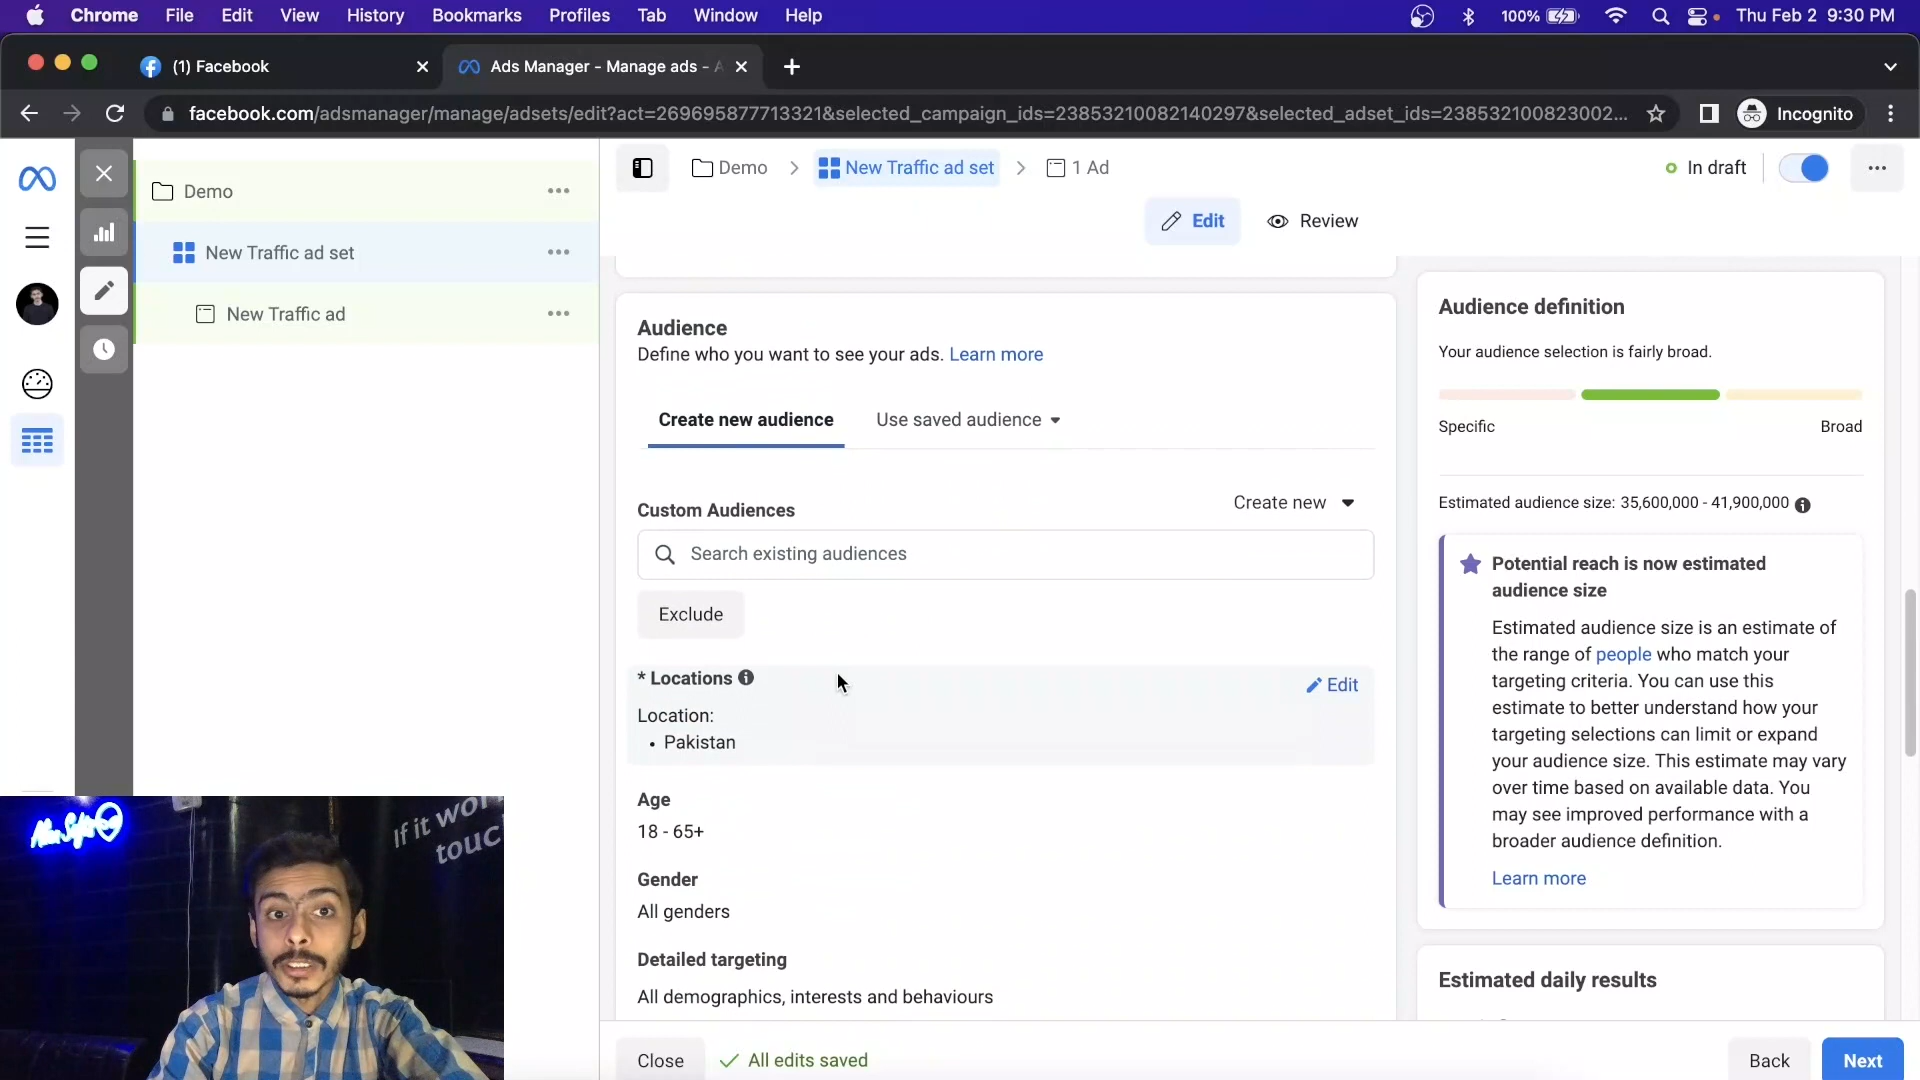 Chrome File Edit View History Bookmarks Profiles Tab Window Help 100% Thu Feb 2 9:30 PM
(1) Facebook
Ads Manager - Manage ads - A
facebook.com/adsmanager/manage/adsets/edit?act=269695877713321&selected_campaign_ids=23853210082140297&selected_adset_ids=238532100823002...
Incognito
Demo
New Traffic ad set
New Traffic ad
Demo > New Traffic ad set > 1 Ad
In draft
Edit
Review
Audience
Define who you want to see your ads. Learn more
Create new audience
Use saved audience
Custom Audiences
Create new
Search existing audiences
Exclude
* Locations
Edit
Location:
• Pakistan
Age
18 - 65+
Gender
All genders
Detailed targeting
All demographics, interests and behaviours
Close
All edits saved
Back
Next
Audience definition
Your audience selection is fairly broad.
Specific
Broad
Estimated audience size: 35,600,000 - 41,900,000
Potential reach is now estimated
audience size
Estimated audience size is an estimate of
the range of people who match your
targeting criteria. You can use this
estimate to better understand how your
targeting selections can limit or expand
your audience size. This estimate may vary
over time based on available data. You
may see improved performance with a
broader audience definition.
Learn more
Estimated daily results
If it wor
touc